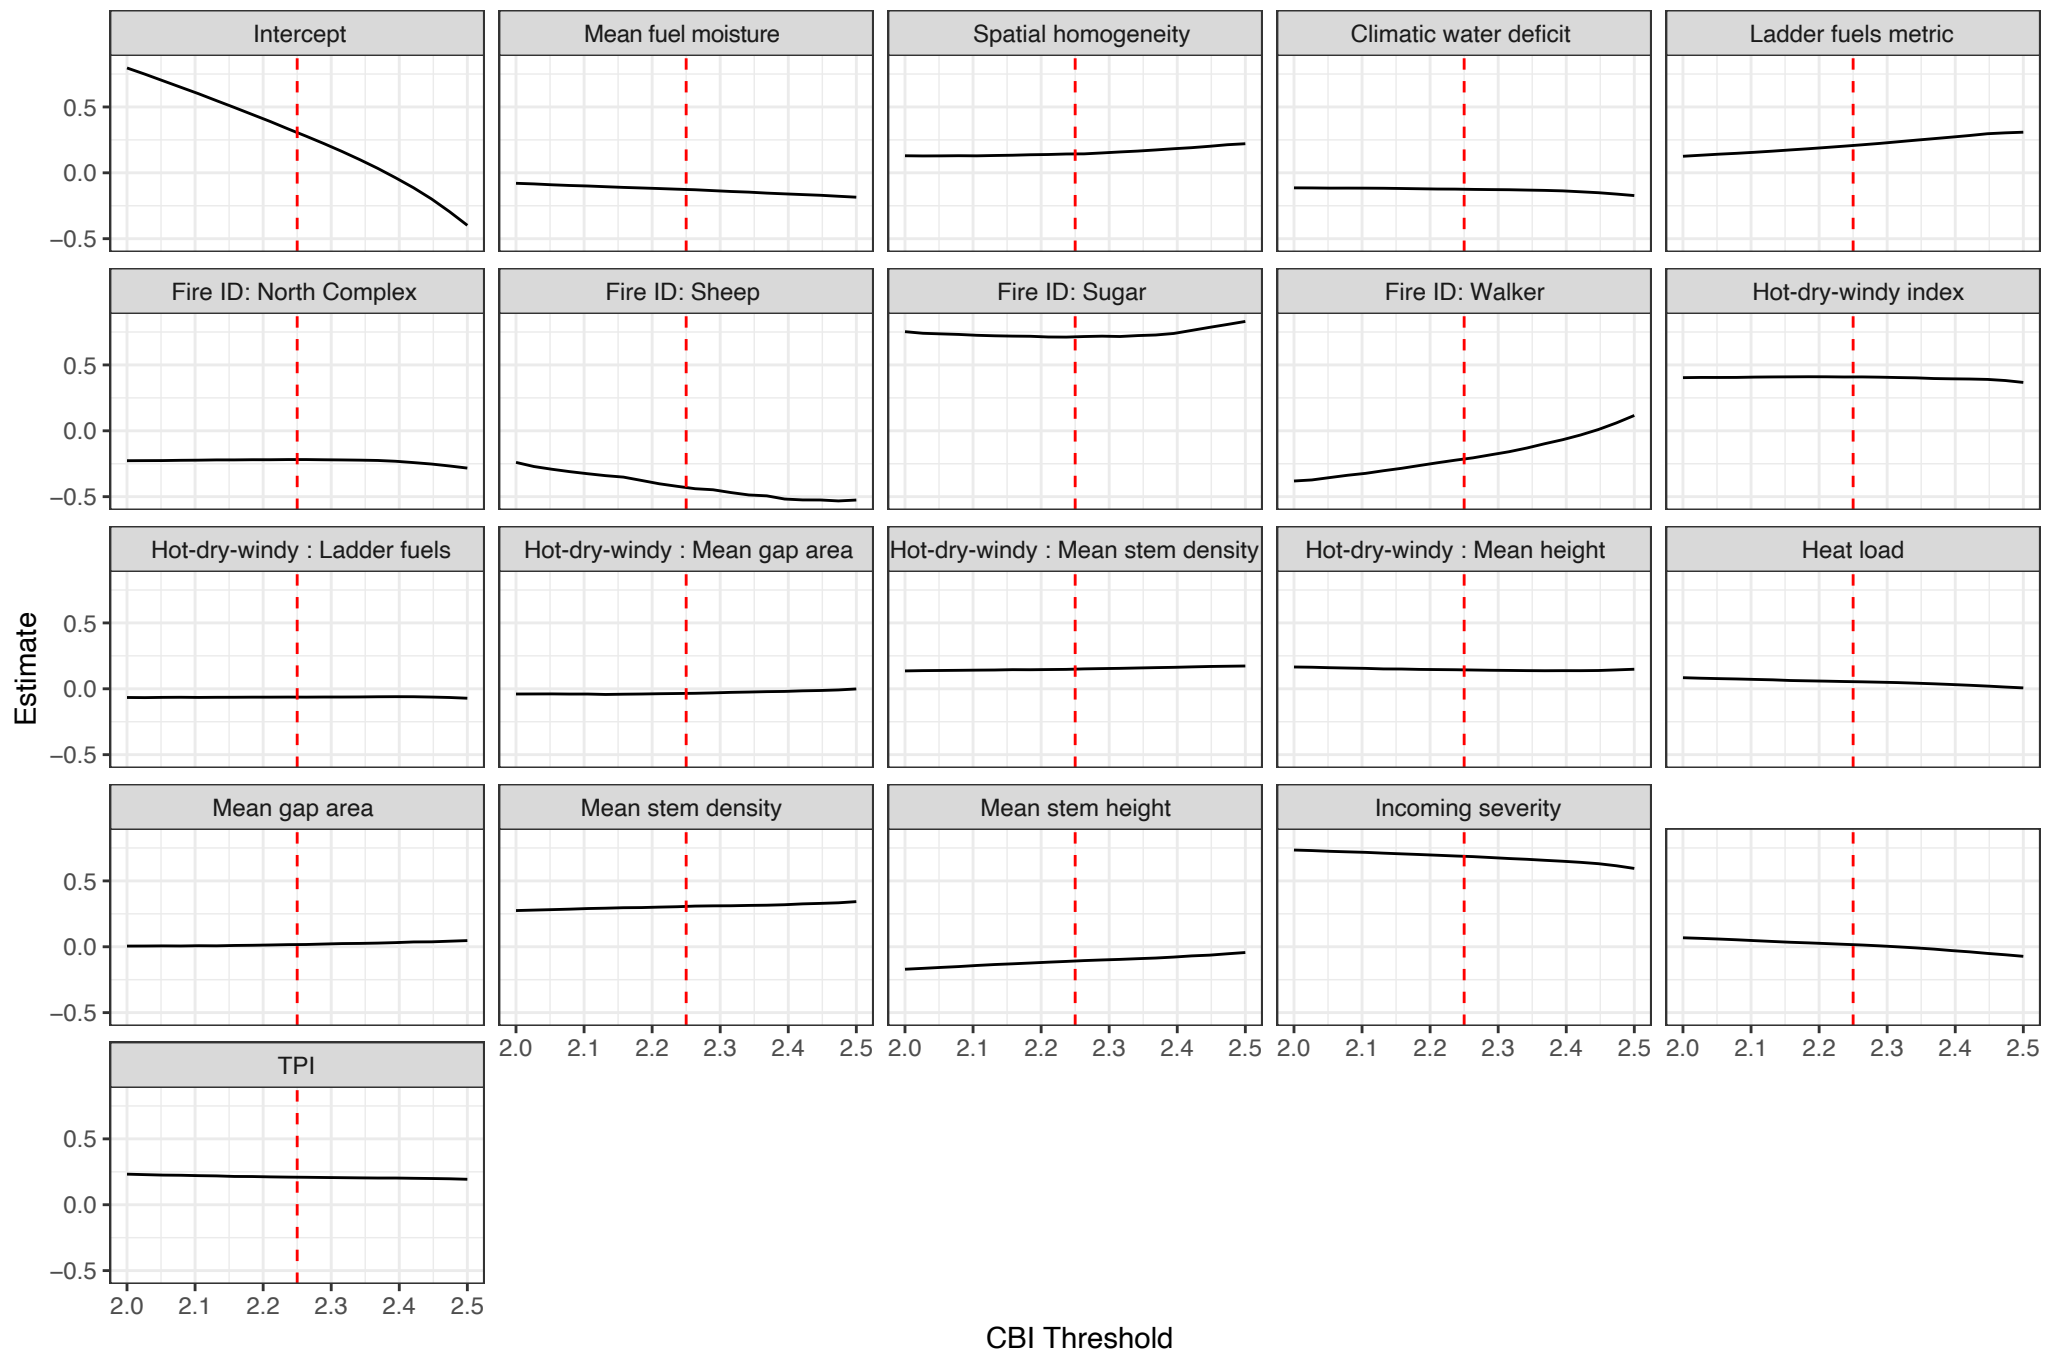 Intercept
Mean fuel moisture
Spatial homogeneity
Climatic water deficit
Ladder fuels metric
0.5
0.0
−0.5
Fire ID: North Complex
Fire ID: Sheep
Fire ID: Sugar
Fire ID: Walker
Hot-dry-windy index
0.5
0.0
−0.5
Hot-dry-windy : Ladder fuels
Hot-dry-windy : Mean gap area
Hot-dry-windy : Mean stem density
Hot-dry-windy : Mean height
Heat load
0.5
0.0
−0.5
Estimate
Mean gap area
Mean stem density
Mean stem height
Incoming severity
0.5
0.0
−0.5
2.0 2.1 2.2 2.3 2.4 2.5
2.0 2.1 2.2 2.3 2.4 2.5
2.0 2.1 2.2 2.3 2.4 2.5
2.0 2.1 2.2 2.3 2.4 2.5
TPI
0.5
0.0
−0.5
2.0 2.1 2.2 2.3 2.4 2.5
CBI Threshold